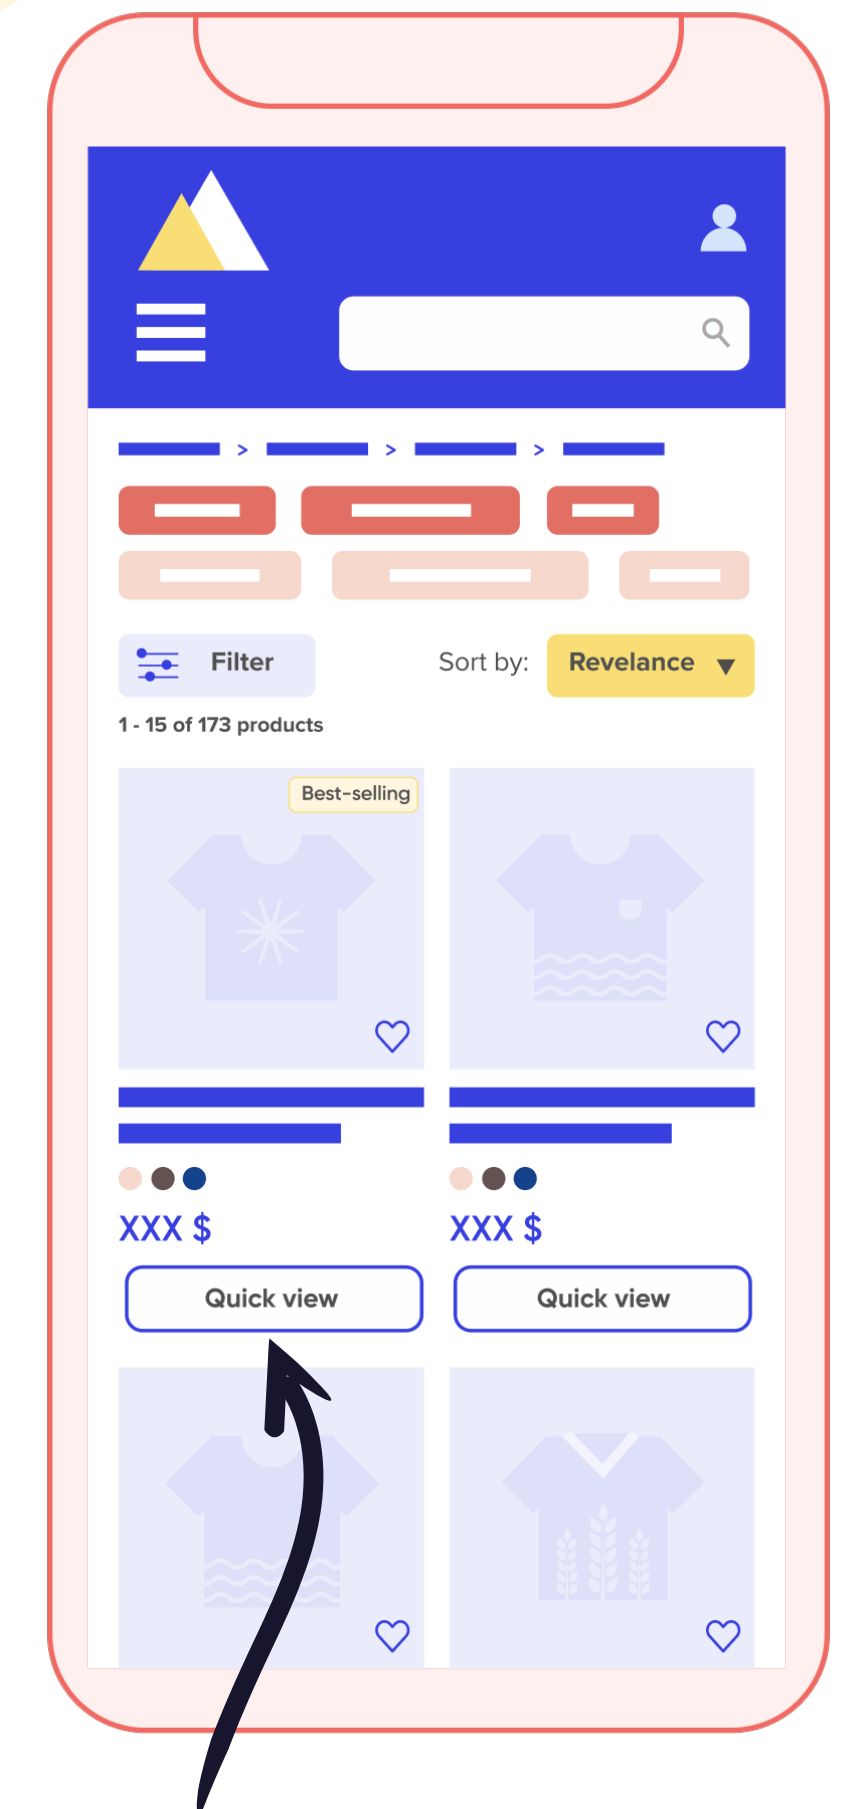 >
>
>
Filter
Sort by:
Revelance ▼
1 - 15 of 173 products
Best-selling
XXX $
XXX $
Quick view
Quick view